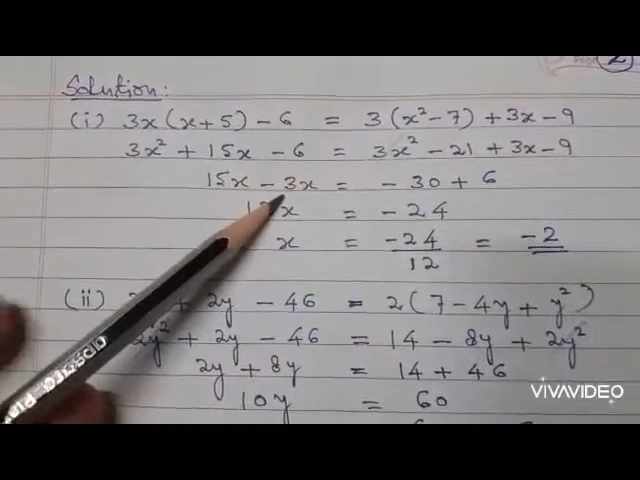 2
Solution:
(i) 3x(x+5) - 6 = 3(x² - 7) + 3x - 9
3x² + 15x - 6 = 3x² - 21 + 3x - 9
15x - 3x = - 30 + 6
x = - 24
x = -24/12 = -2
(ii) + 2y - 46 = 2(7 - 4y + y²)
2y² + 2y - 46 = 14 - 8y + 2y²
2y + 8y = 14 + 46
10y = 60
VIVAVIDEO